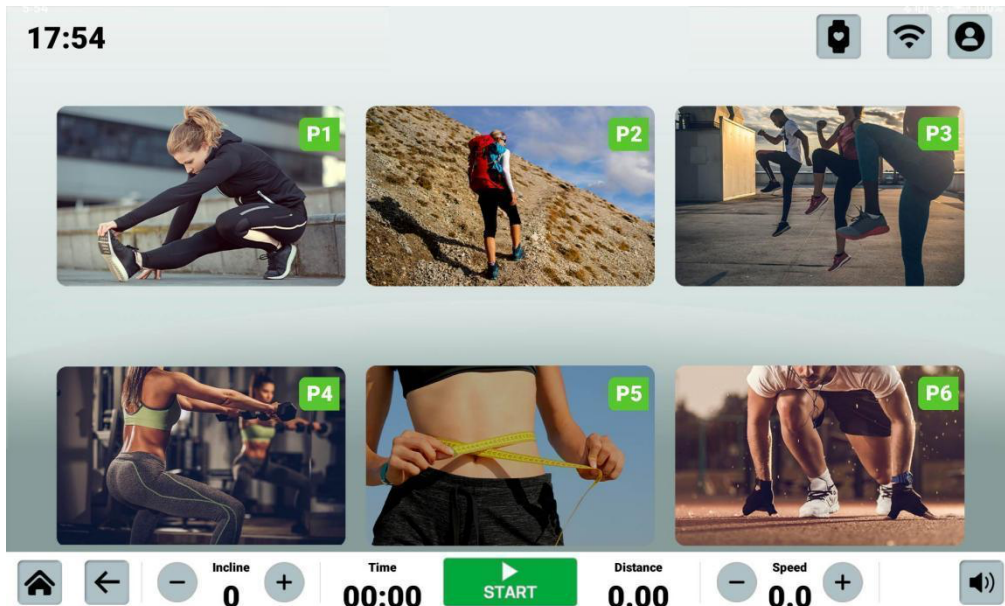 17:54
P1
P2
P3
P4
P5
P6
Incline
0
Time
00:00
START
Distance
0.00
Speed
0.0